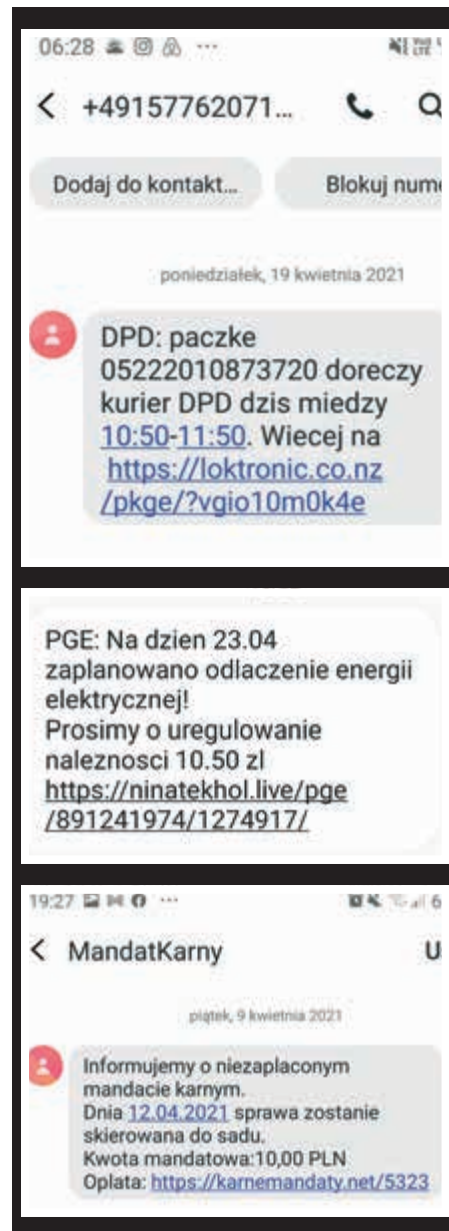 06:28
+49157762071...
Dodaj do kontakt...
Blokuj nume
poniedziałek, 19 kwietnia 2021
DPD: paczke
05222010873720 doreczy
kurier DPD dzis miedzy
10:50-11:50. Wiecej na
https://loktronic.co.nz
/pkge/?vgio10m0k4e
PGE: Na dzien 23.04
zaplanowano odlaczenie energii
elektrycznej!
Prosimy o uregulowanie
naleznosci 10.50 zl
https://ninatekhol.live/pge
/891241974/1274917/
19:27
MandatKarny
U
piątek, 9 kwietnia 2021
Informujemy o niezaplaconym
mandacie karnym.
Dnia 12.04.2021 sprawa zostanie
skierowana do sadu.
Kwota mandatowa:10,00 PLN
Oplata: https://karnemandaty.net/5323